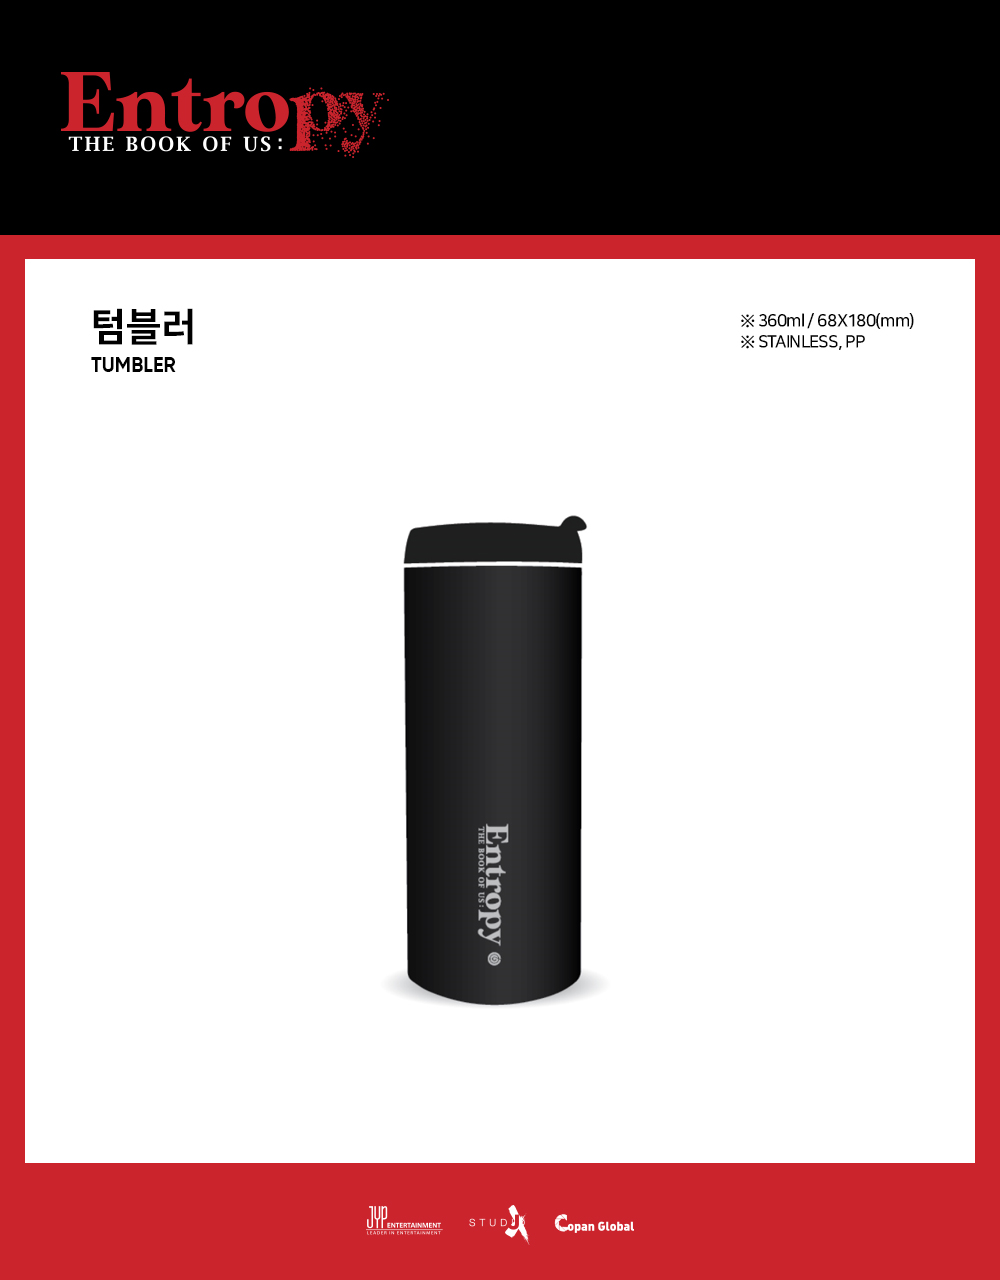 Entropy
THE BOOK OF US :
텀블러
TUMBLER
※ 360ml / 68X180(mm)
※ STAINLESS, PP
Entropy
THE BOOK OF US :
JYP ENTERTAINMENT
LEADER IN ENTERTAINMENT
STUD
Copan Global